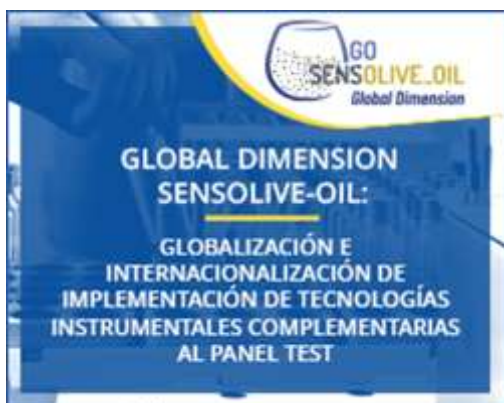 GO
SENSOLIVE_OIL
Global Dimension
GLOBAL DIMENSION
SENSOLIVE-OIL:
GLOBALIZACIÓN E
INTERNACIONALIZACIÓN DE
IMPLEMENTACIÓN DE TECNOLOGÍAS
INSTRUMENTALES COMPLEMENTARIAS
AL PANEL TEST